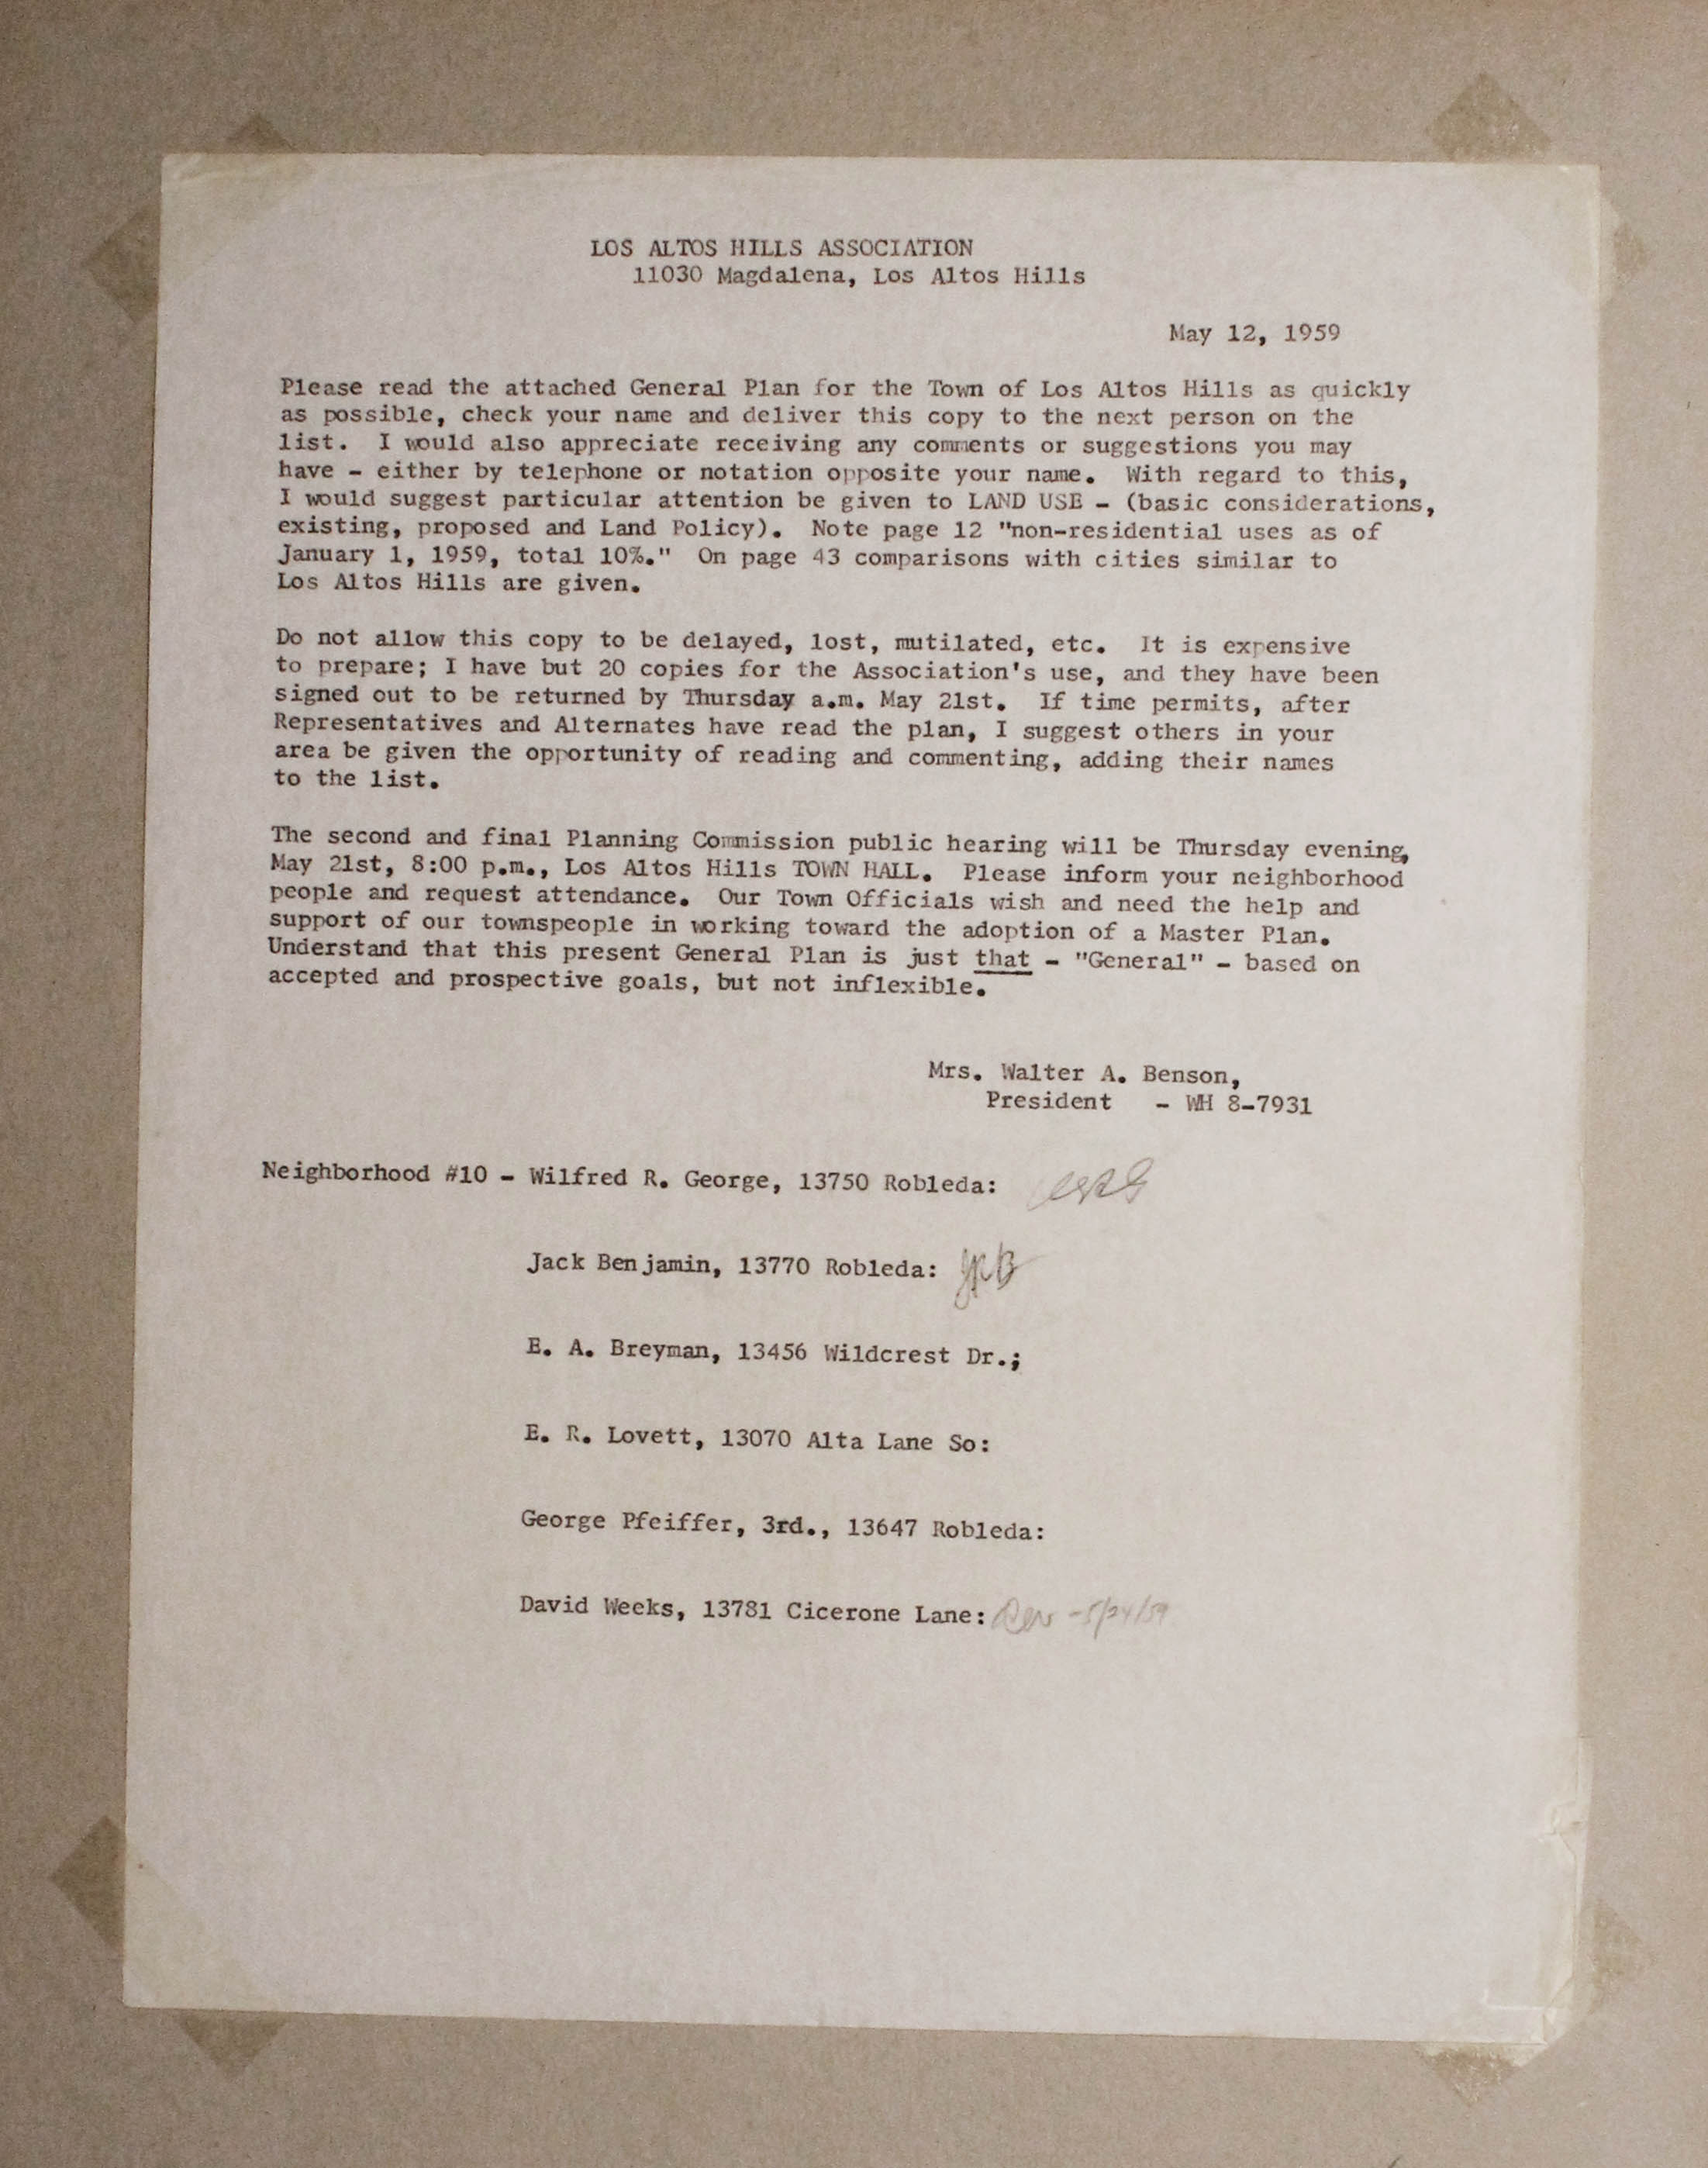 LOS ALTOS HILLS ASSOCIATION
11030 Magdalena, Los Altos Hills
May 12, 1959
Please read the attached General Plan for the Town of Los Altos Hills as quickly
as possible, check your name and deliver this copy to the next person on the
list. I would also appreciate receiving any comments or suggestions you may
have - either by telephone or notation opposite your name. With regard to this,
I would suggest particular attention be given to LAND USE - (basic considerations,
existing, proposed and Land Policy). Note page 12 "non-residential uses as of
January 1, 1959, total 10%." On page 43 comparisons with cities similar to
Los Altos Hills are given.
Do not allow this copy to be delayed, lost, mutilated, etc. It is expensive
to prepare; I have but 20 copies for the Association's use, and they have been
signed out to be returned by Thursday a.m. May 21st. If time permits, after
Representatives and Alternates have read the plan, I suggest others in your
area be given the opportunity of reading and commenting, adding their names
to the list.
The second and final Planning Commission public hearing will be Thursday evening,
May 21st, 8:00 p.m., Los Altos Hills TOWN HALL. Please inform your neighborhood
people and request attendance. Our Town Officials wish and need the help and
support of our townspeople in working toward the adoption of a Master Plan.
Understand that this present General Plan is just that - "General" - based on
accepted and prospective goals, but not inflexible.
Mrs. Walter A. Benson,
President - WH 8-7931
Neighborhood #10 - Wilfred R. George, 13750 Robleda:
Jack Benjamin, 13770 Robleda:
E. A. Breyman, 13456 Wildcrest Dr.;
E. R. Lovett, 13070 Alta Lane So:
George Pfeiffer, 3rd., 13647 Robleda:
David Weeks, 13781 Cicerone Lane: - 5/24/59